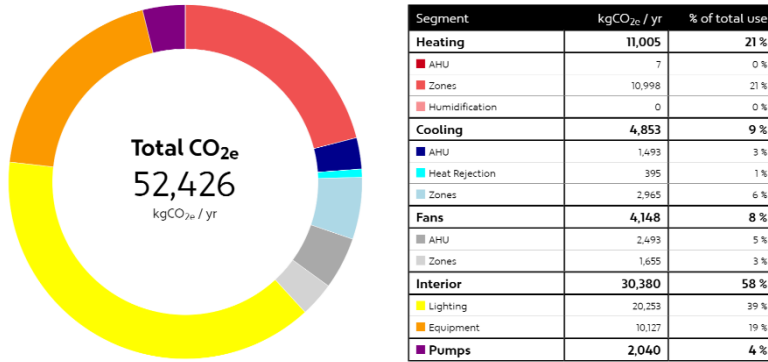 Total CO2e
52,426
kgCO2e / yr
Segment kgCO2e / yr % of total use
Heating 11,005 21 %
AHU 7 0 %
Zones 10,998 21 %
Humidification 0 0 %
Cooling 4,853 9 %
AHU 1,493 3 %
Heat Rejection 395 1 %
Zones 2,965 6 %
Fans 4,148 8 %
AHU 2,493 5 %
Zones 1,655 3 %
Interior 30,380 58 %
Lighting 20,253 39 %
Equipment 10,127 19 %
Pumps 2,040 4 %